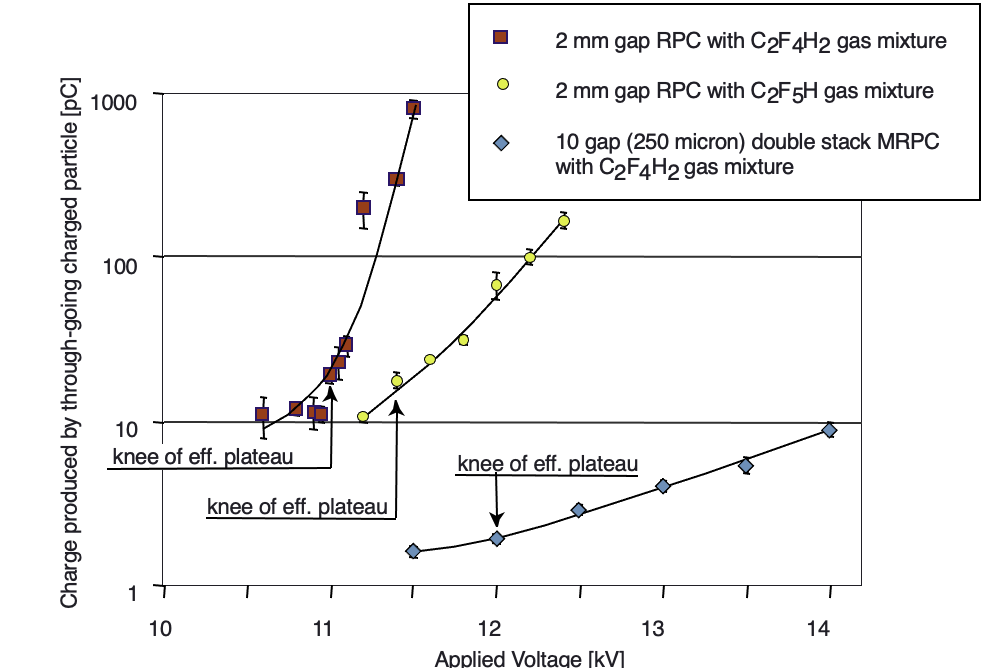 2 mm gap RPC with C2F4H2 gas mixture
2 mm gap RPC with C2F5H gas mixture
10 gap (250 micron) double stack MRPC
with C2F4H2 gas mixture
Charge produced by through-going charged particle [pC]
1000
100
10
1
knee of eff. plateau
knee of eff. plateau
knee of eff. plateau
10
11
12
13
14
Applied Voltage [kV]